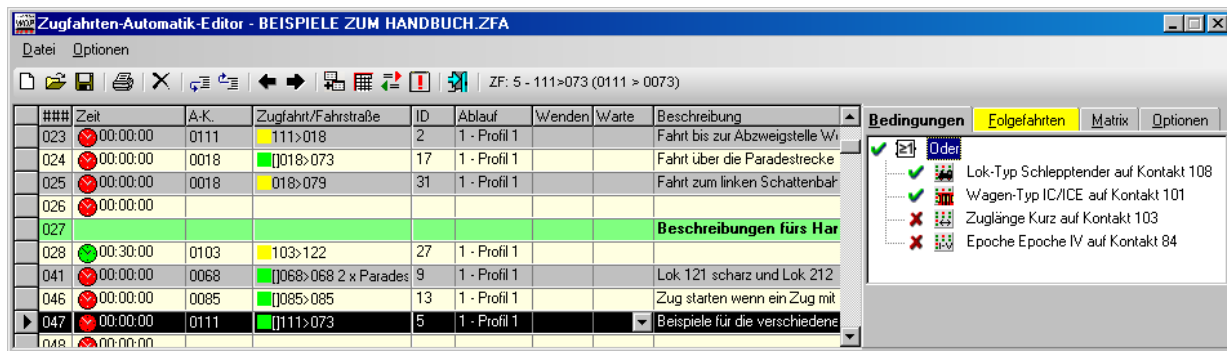 Zugfahrten-Automatik-Editor - BEISPIELE ZUM HANDBUCH.ZFA
Datei Optionen
ZF: 5 - 111>073 (0111 > 0073)
### Zeit A-K. Zugfahrt/Fahrstraße ID Ablauf Wenden Warte Beschreibung
023 00:00:00 0111 111>018 2 1 - Profil 1 Fahrt bis zur Abzweigstelle
024 00:00:00 0018 []018>073 17 1 - Profil 1 Fahrt über die Paradestrecke
025 00:00:00 0018 018>079 31 1 - Profil 1 Fahrt zum linken Schattenbah
026 00:00:00
027 Beschreibungen fürs Har
028 00:30:00 0103 103>122 27 1 - Profil 1
041 00:00:00 0068 []068>068 2 x Parades 9 1 - Profil 1 Lok 121 scharz und Lok 212
046 00:00:00 0085 []085>085 13 1 - Profil 1 Zug starten wenn ein Zug mit
047 00:00:00 0111 []111>073 5 1 - Profil 1 Beispiele für die verschiedene
048 00:00:00
Bedingungen Folgefahrten Matrix Optionen
≥1 Oder
Lok-Typ Schlepptender auf Kontakt 108
Wagen-Typ IC/ICE auf Kontakt 101
Zuglänge Kurz auf Kontakt 103
Epoche Epoche IV auf Kontakt 84